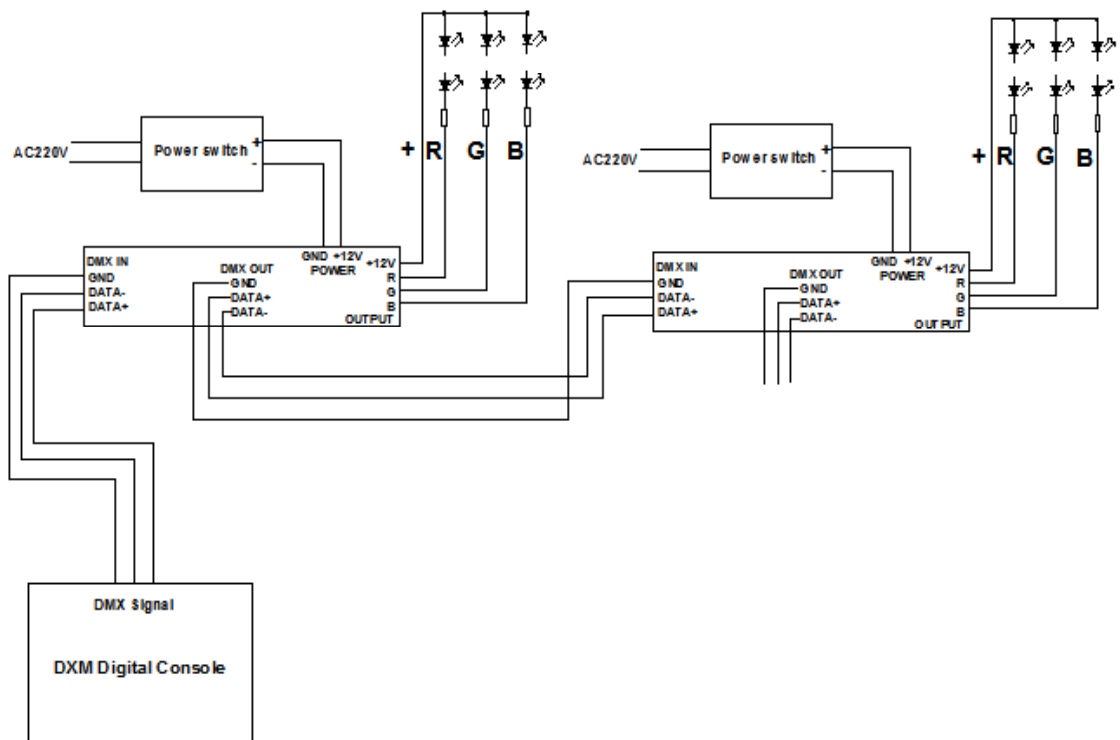 AC220V
Power switch
+
-
+ R G B
DMX IN
GND
DATA-
DATA+
DMX OUT
GND
DATA+
DATA-
GND +12V
POWER
+12V
R
G
B
OUTPUT
AC220V
Power switch
+
-
+ R G B
DMX IN
GND
DATA-
DATA+
DMX OUT
GND
DATA+
DATA-
GND +12V
POWER
+12V
R
G
B
OUTPUT
DMX Signal
DXM Digital Console